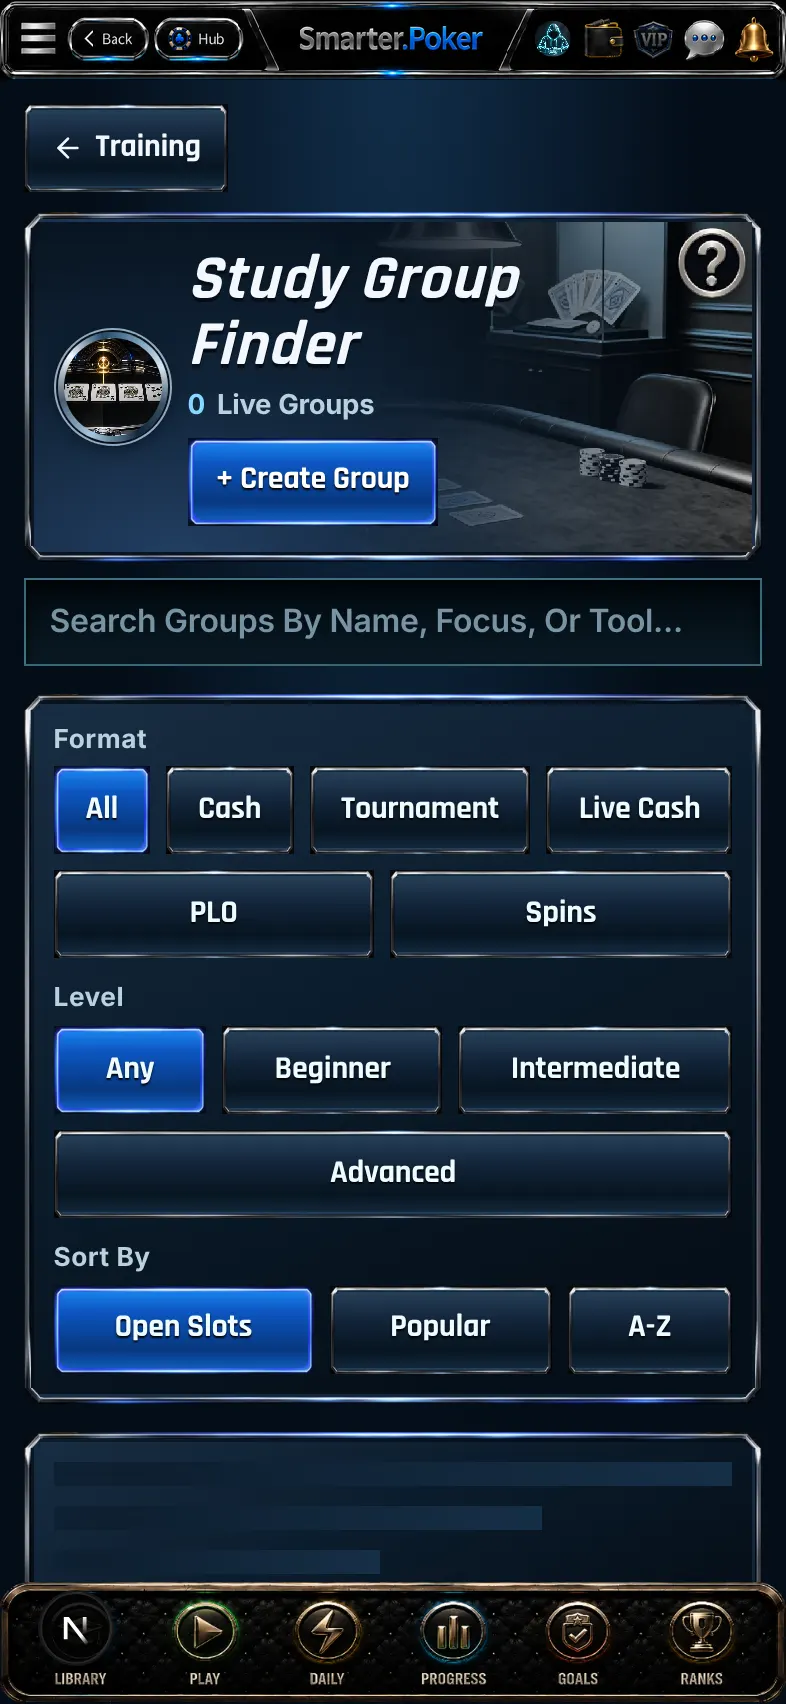 Back
Hub
Smarter.Poker
VIP
← Training
Study Group
Finder
?
0 Live Groups
+ Create Group
Search Groups By Name, Focus, Or Tool...
Format
All
Cash
Tournament
Live Cash
PLO
Spins
Level
Any
Beginner
Intermediate
Advanced
Sort By
Open Slots
Popular
A-Z
N
LIBRARY
PLAY
DAILY
PROGRESS
GOALS
RANKS